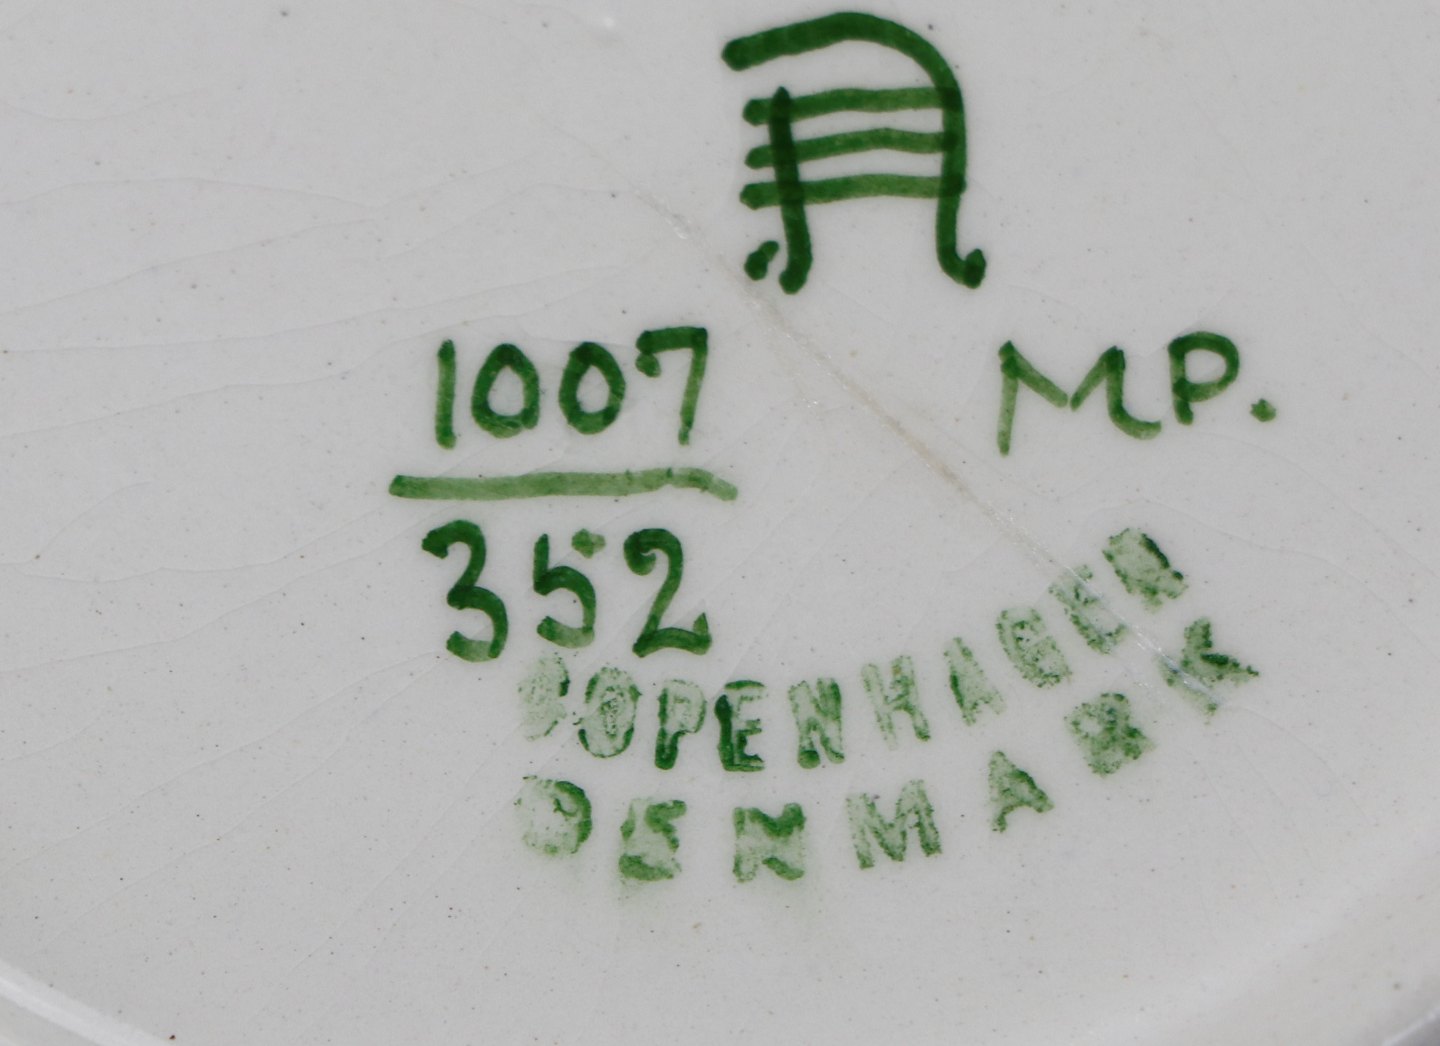 1007
352
MP.
COPENHAGEN
DENMARK